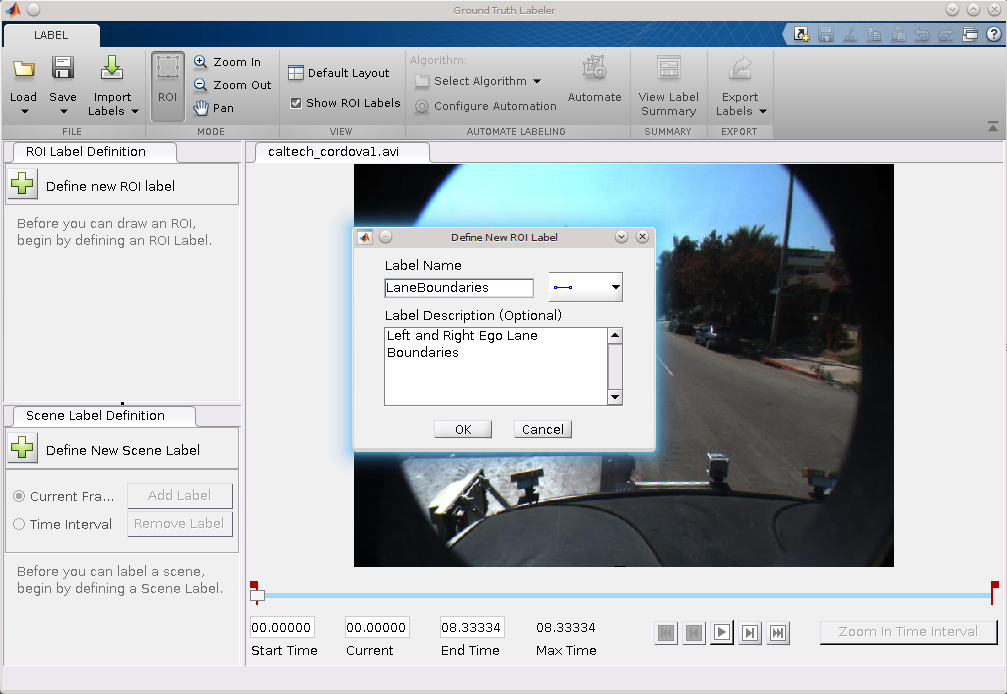 Ground Truth Labeler
LABEL
Load
Save
Import
Labels
FILE
ROI
Zoom In
Zoom Out
Pan
MODE
Default Layout
Show ROI Labels
VIEW
Algorithm:
Select Algorithm
Configure Automation
Automate
AUTOMATE LABELING
View Label
Summary
SUMMARY
Export
Labels
EXPORT
ROI Label Definition
Define new ROI label
Before you can draw an ROI,
begin by defining an ROI Label.
Scene Label Definition
Define New Scene Label
Current Fra...
Add Label
Time Interval
Remove Label
Before you can label a scene,
begin by defining a Scene Label.
caltech_cordova1.avi
Define New ROI Label
Label Name
LaneBoundaries
Label Description (Optional)
Left and Right Ego Lane
Boundaries
OK
Cancel
00.00000
00.00000
08.33334
08.33334
Start Time
Current
End Time
Max Time
Zoom In Time Interval